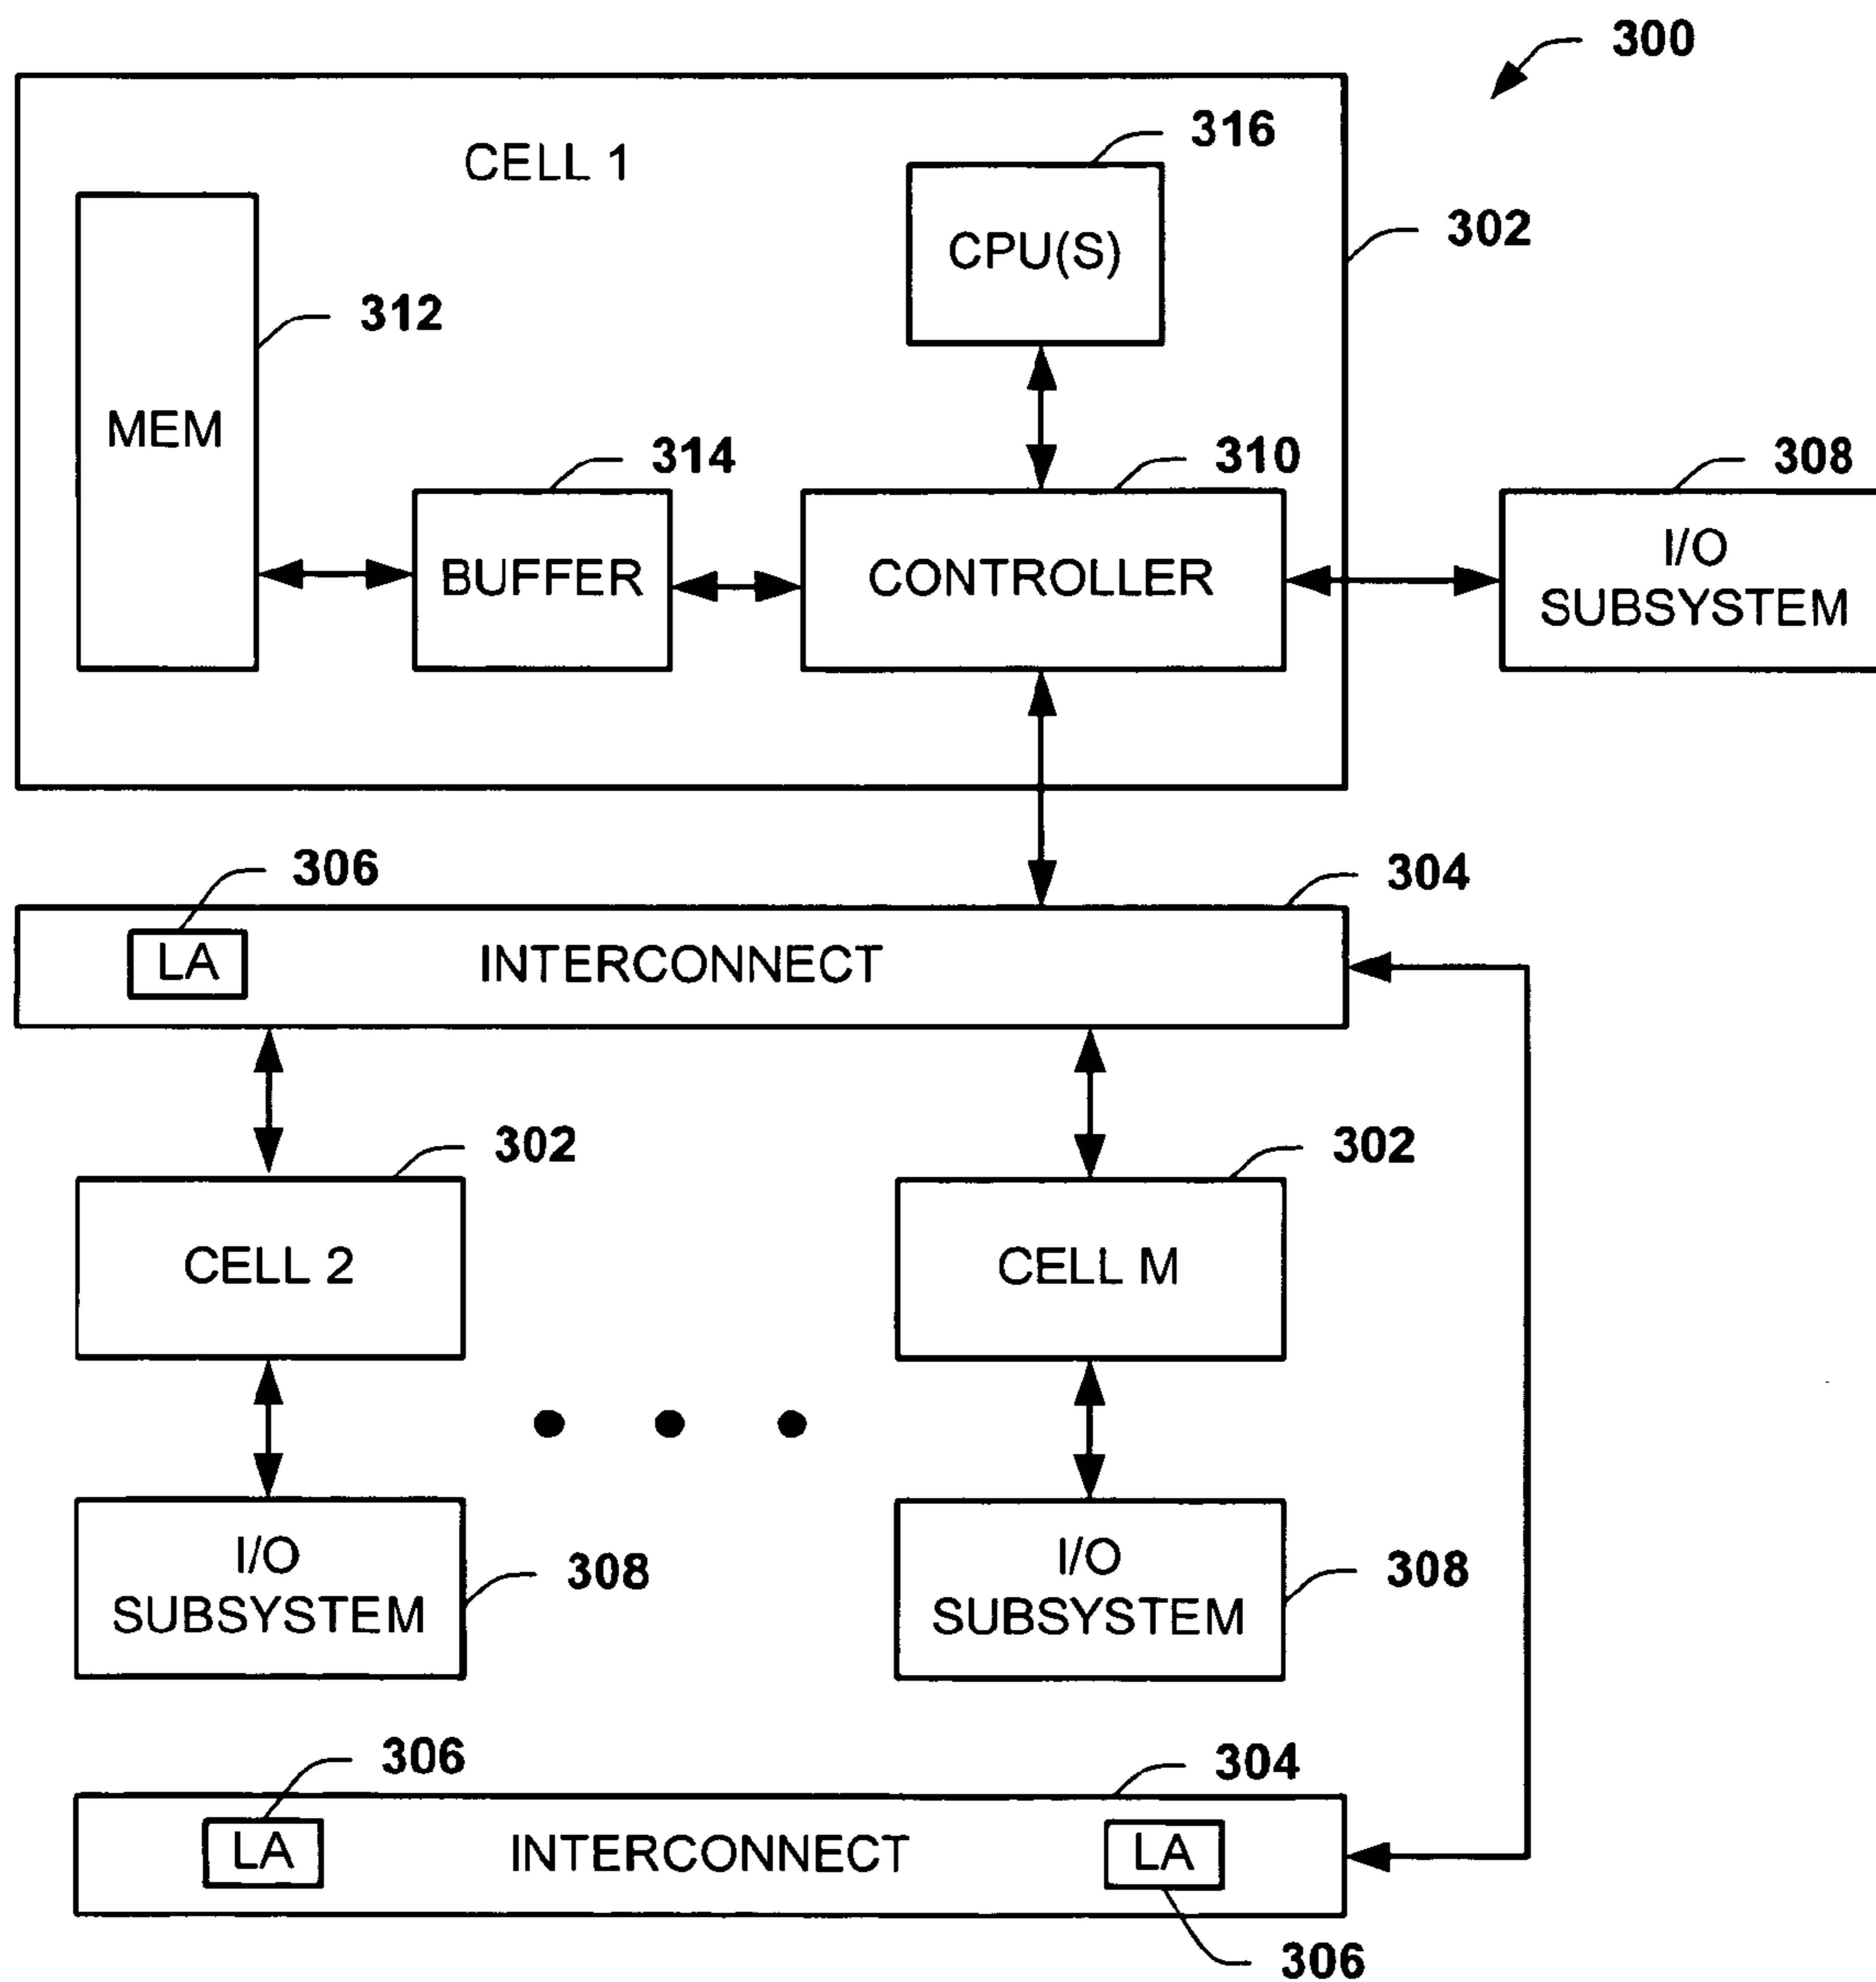 300
CELL 1
316
CPU(S)
302
312
MEM
314
310
308
BUFFER
CONTROLLER
I/O
SUBSYSTEM
306
304
LA
INTERCONNECT
302
302
CELL 2
CELL M
I/O
SUBSYSTEM
308
I/O
SUBSYSTEM
308
306
304
LA
INTERCONNECT
LA
306